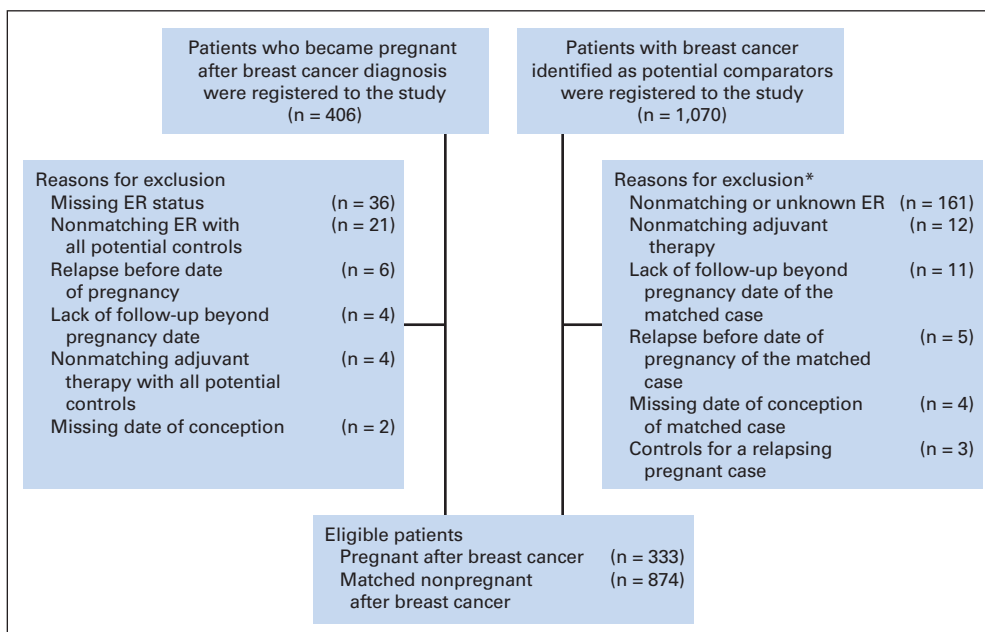 Patients who became pregnant
after breast cancer diagnosis
were registered to the study
(n = 406)
Patients with breast cancer
identified as potential comparators
were registered to the study
(n = 1,070)
Reasons for exclusion
Missing ER status (n = 36)
Nonmatching ER with (n = 21)
all potential controls
Relapse before date (n = 6)
of pregnancy
Lack of follow-up beyond (n = 4)
pregnancy date
Nonmatching adjuvant (n = 4)
therapy with all potential
controls
Missing date of conception (n = 2)
Reasons for exclusion*
Nonmatching or unknown ER (n = 161)
Nonmatching adjuvant (n = 12)
therapy
Lack of follow-up beyond (n = 11)
pregnancy date of the
matched case
Relapse before date of (n = 5)
pregnancy of the matched
case
Missing date of conception (n = 4)
of matched case
Controls for a relapsing (n = 3)
pregnant case
Eligible patients
Pregnant after breast cancer (n = 333)
Matched nonpregnant (n = 874)
after breast cancer